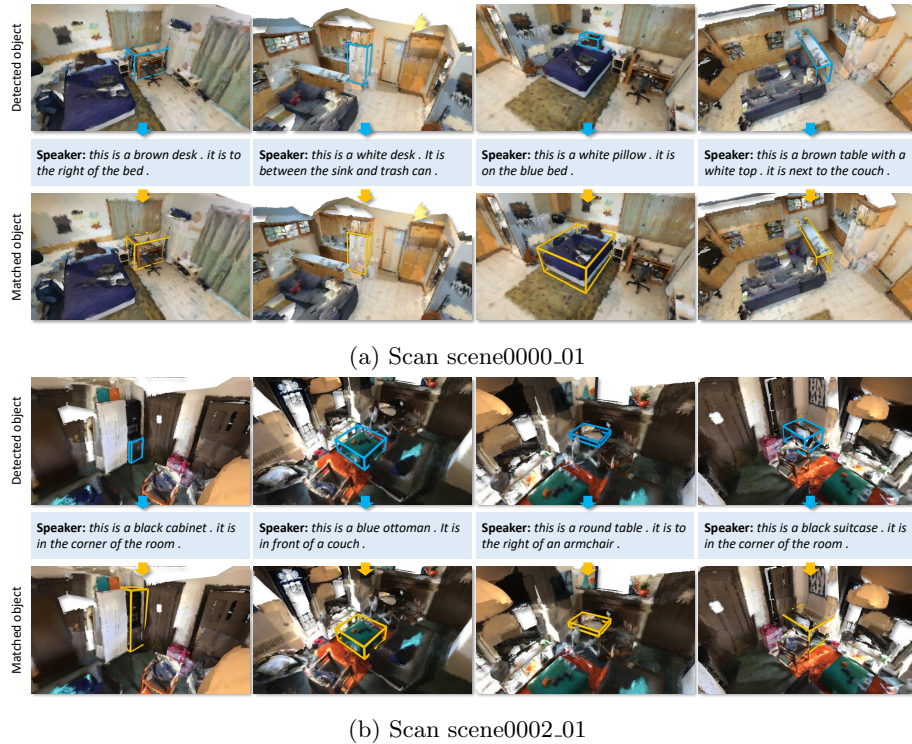 Detected object
Speaker: this is a brown desk . it is to
the right of the bed .
Speaker: this is a white desk . It is
between the sink and trash can .
Speaker: this is a white pillow . it is
on the blue bed .
Speaker: this is a brown table with a
white top . it is next to the couch .
Matched object
(a) Scan scene0000_01
Detected object
Speaker: this is a black cabinet . it is
in the corner of the room .
Speaker: this is a blue ottoman . It is
in front of a couch .
Speaker: this is a round table . it is to
the right of an armchair .
Speaker: this is a black suitcase . it is
in the corner of the room .
Matched object
(b) Scan scene0002_01